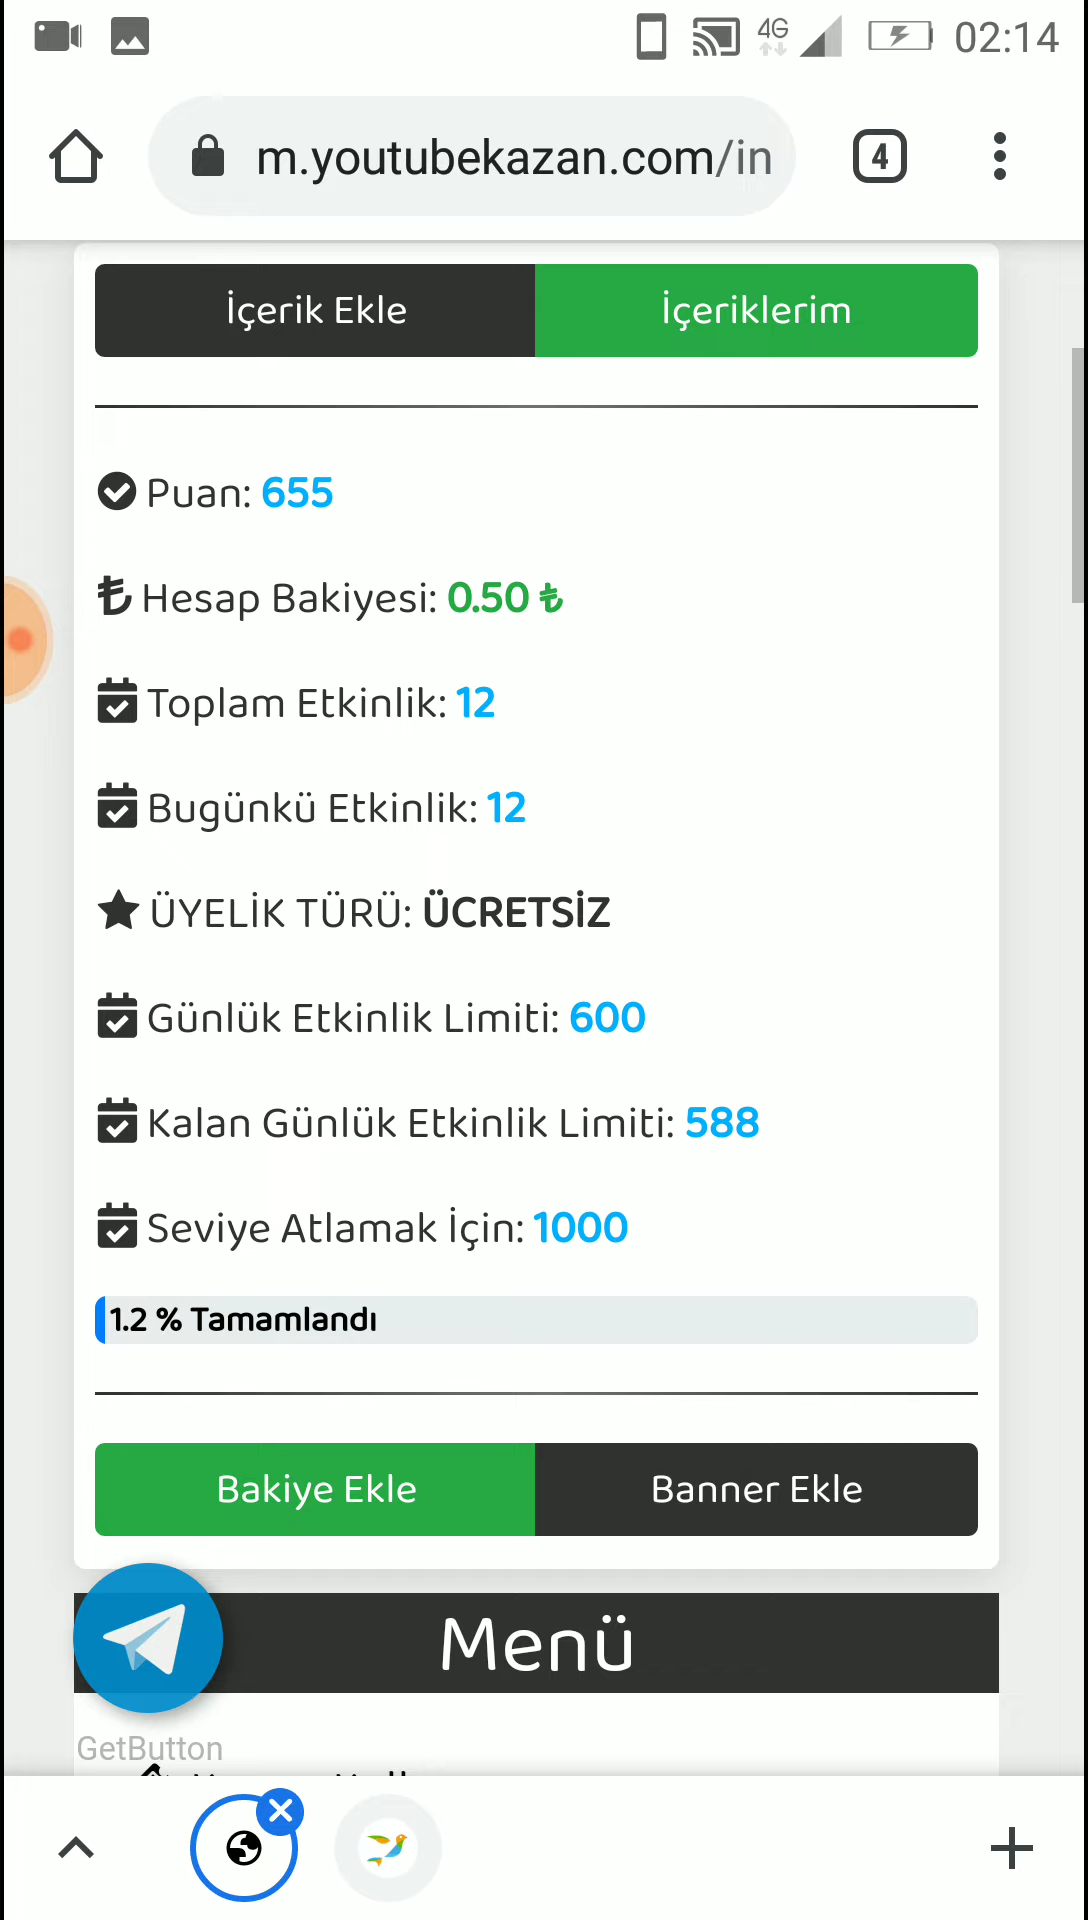 4G 02:14
m.youtubekazan.com/in
4
İçerik Ekle İçeriklerim
Puan: 655
₺ Hesap Bakiyesi: 0.50 ₺
Toplam Etkinlik: 12
Bugünkü Etkinlik: 12
ÜYELİK TÜRÜ: ÜCRETSİZ
Günlük Etkinlik Limiti: 600
Kalan Günlük Etkinlik Limiti: 588
Seviye Atlamak İçin: 1000
1.2 % Tamamlandı
Bakiye Ekle Banner Ekle
Menü
GetButton